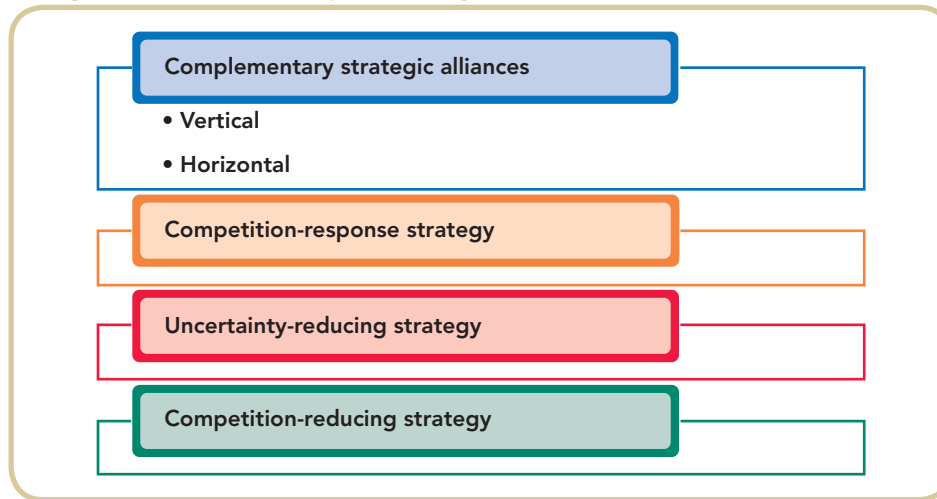 Complementary strategic alliances
• Vertical
• Horizontal
Competition-response strategy
Uncertainty-reducing strategy
Competition-reducing strategy